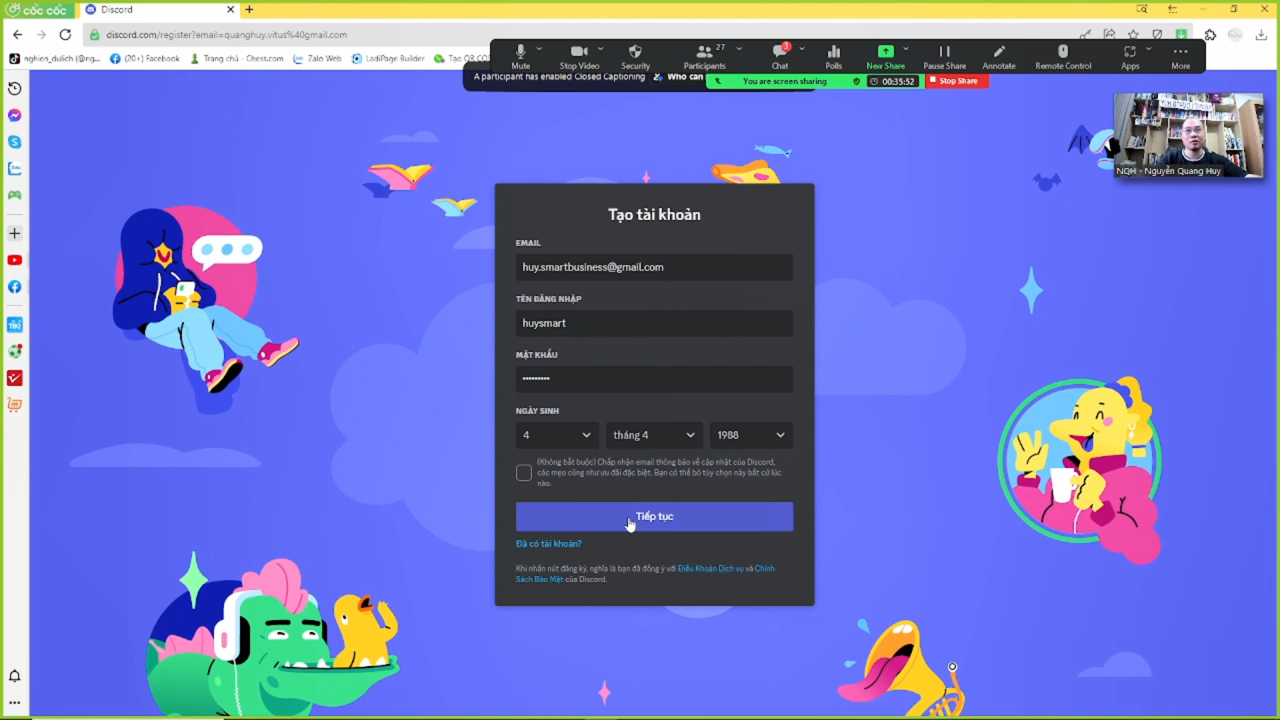 cốc cốc
Discord
discord.com/register?email=quanghuy.vitus%40gmail.com
nghien_dulich (@ng...
(20+) Facebook
Trang chủ - Chess.com
Zalo Web
LadiPage Builder
Mute
Stop Video
Security
27
Participants
3
Chat
Polls
New Share
Pause Share
Annotate
Remote Control
Apps
More
A participant has enabled Closed Captioning
Who can
You are screen sharing
00:35:52
Stop Share
NQH - Nguyễn Quang Huy
Tạo tài khoản
EMAIL
huy.smartbusiness@gmail.com
TÊN ĐĂNG NHẬP
huysmart
MẬT KHẨU
•••••••••
NGÀY SINH
4
tháng 4
1988
(Không bắt buộc) Chấp nhận email thông báo về cập nhật của Discord,
các mẹo cũng như ưu đãi đặc biệt. Bạn có thể bỏ tùy chọn này bất cứ lúc
nào.
Tiếp tục
Đã có tài khoản?
Khi nhấn nút đăng ký, nghĩa là bạn đã đồng ý với Điều Khoản Dịch vụ và Chính
Sách Bảo Mật của Discord.